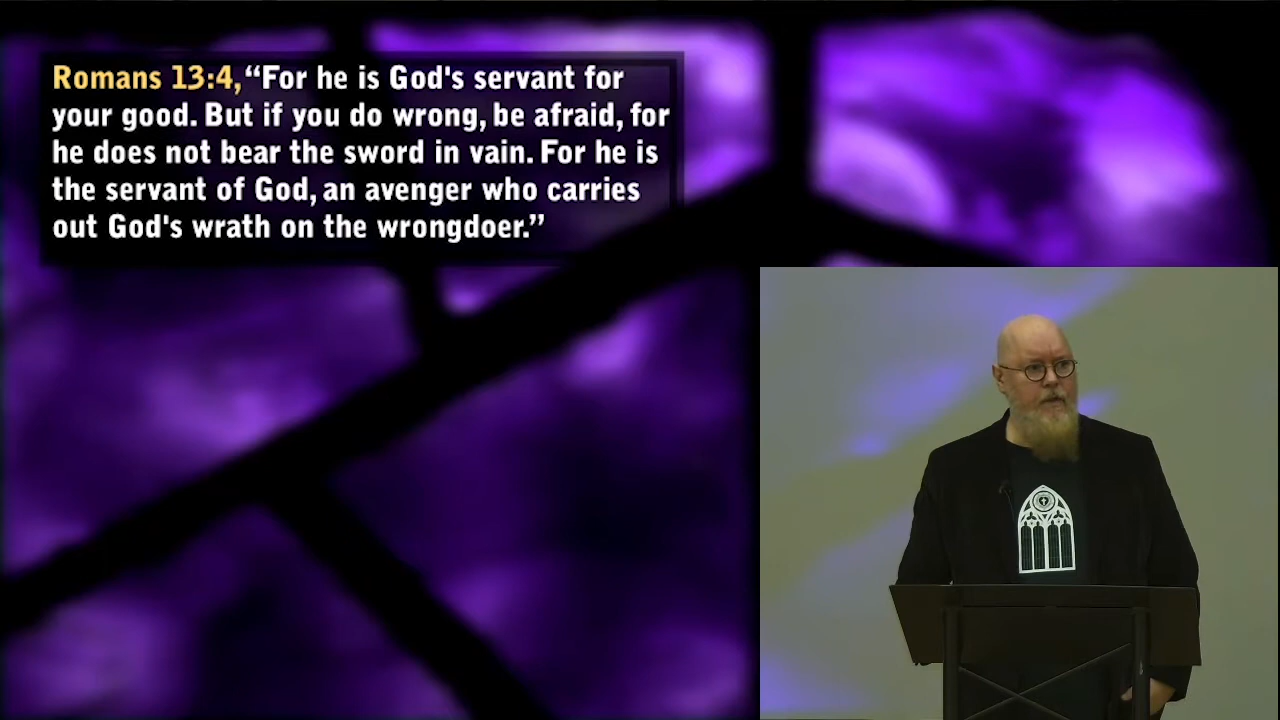 Romans 13:4, “For he is God's servant for
your good. But if you do wrong, be afraid, for
he does not bear the sword in vain. For he is
the servant of God, an avenger who carries
out God's wrath on the wrongdoer.”